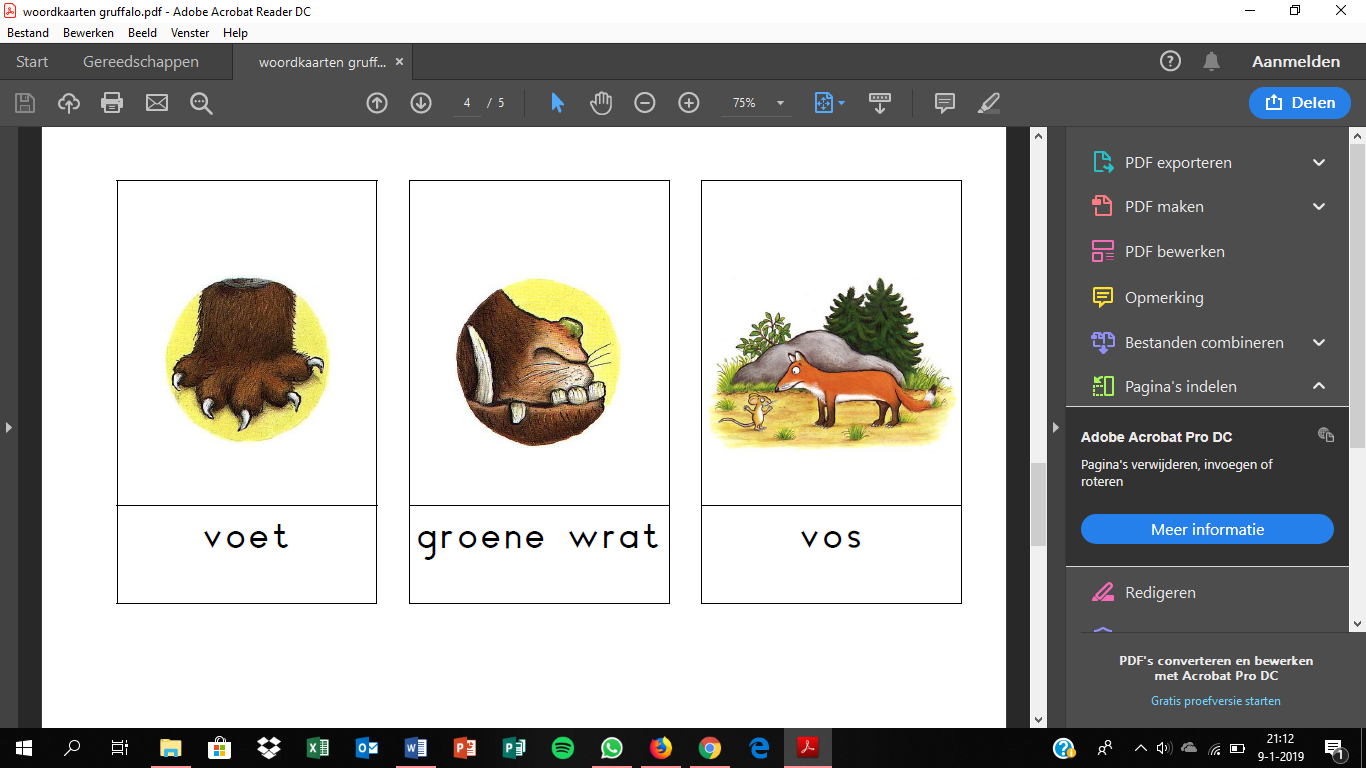 woordkaarten gruffalo.pdf - Adobe Acrobat Reader DC
Bestand Bewerken Beeld Venster Help
Start Gereedschappen woordkaarten gruff... × Aanmelden
4 / 5 75% Delen
PDF exporteren
PDF maken
PDF bewerken
Opmerking
Bestanden combineren
Pagina's indelen
Adobe Acrobat Pro DC
Pagina's verwijderen, invoegen of
roteren
Meer informatie
Redigeren
PDF's converteren en bewerken
met Acrobat Pro DC
Gratis proefversie starten
voet groene wrat vos
21:12
9-1-2019
1